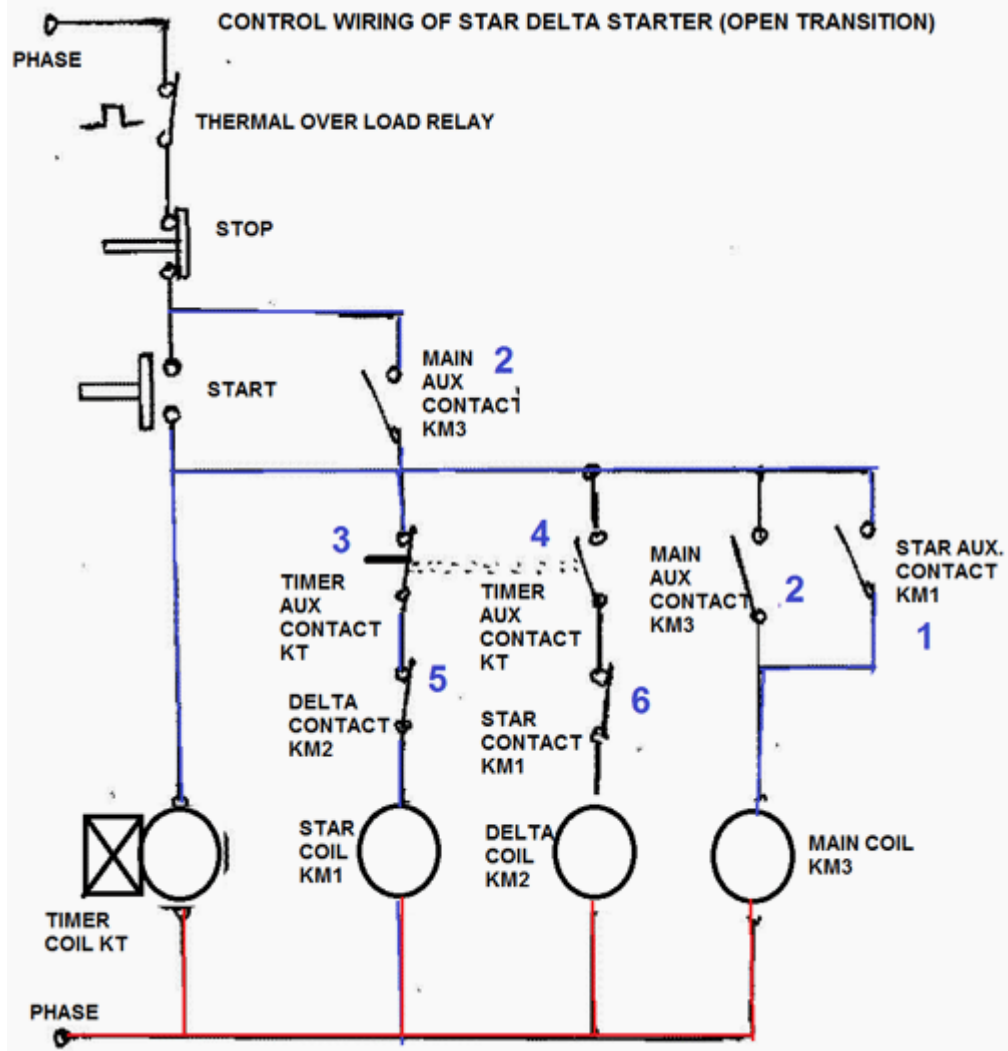 CONTROL WIRING OF STAR DELTA STARTER (OPEN TRANSITION)
PHASE
THERMAL OVER LOAD RELAY
STOP
START
MAIN 2
AUX
CONTACT
KM3
3
TIMER
AUX
CONTACT
KT
4
TIMER
AUX
CONTACT
KT
MAIN
AUX
CONTACT
KM3
2
STAR AUX.
CONTACT
KM1
1
5
DELTA
CONTACT
KM2
6
STAR
CONTACT
KM1
TIMER
COIL KT
STAR
COIL
KM1
DELTA
COIL
KM2
MAIN COIL
KM3
PHASE